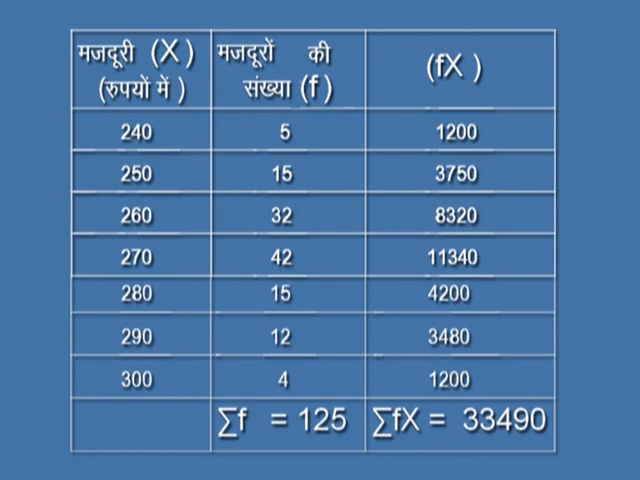 मजदूरी (X) मजदूरों की (fX)
(रुपयों में) संख्या (f)
240 5 1200
250 15 3750
260 32 8320
270 42 11340
280 15 4200
290 12 3480
300 4 1200
∑f = 125 ∑fX = 33490